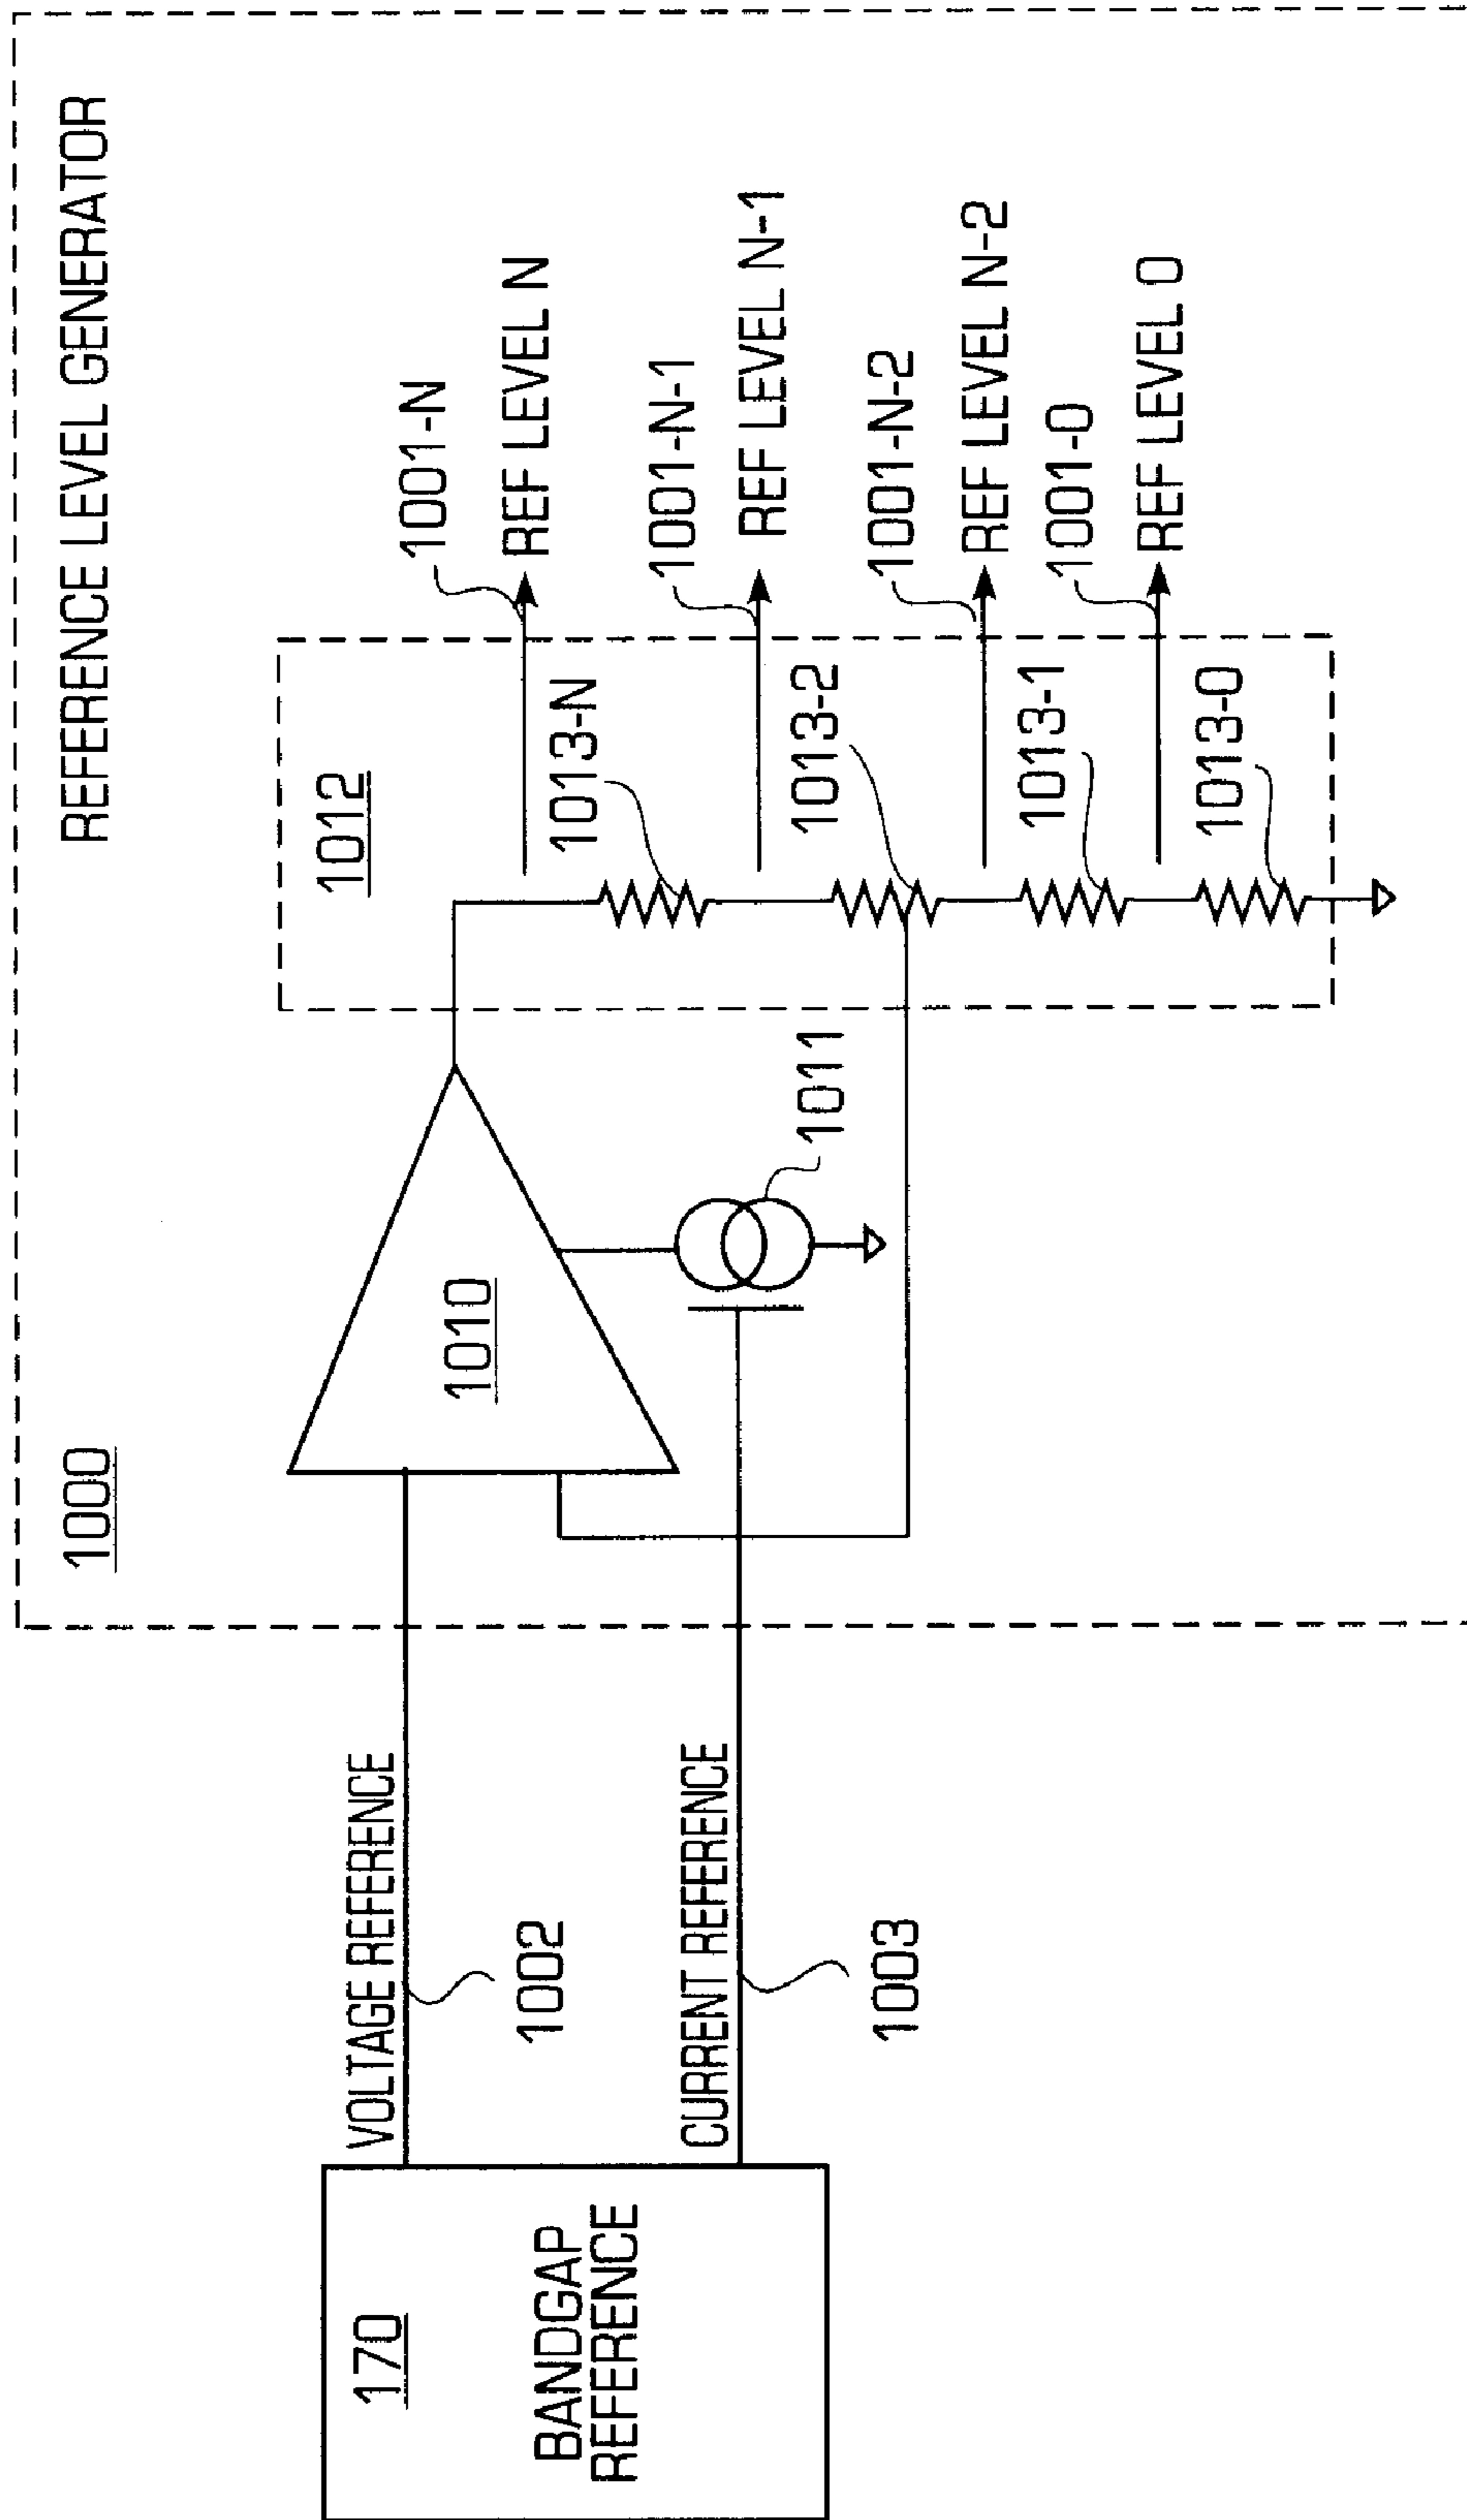 1000
REFERENCE LEVEL GENERATOR
170
BANDGAP
REFERENCE
VOLTAGE REFERENCE
1002
CURRENT REFERENCE
1003
1010
1011
1012
1013-N
1013-2
1013-1
1013-0
1001-N
REF LEVEL N
1001-N-1
REF LEVEL N-1
1001-N-2
REF LEVEL N-2
1001-0
REF LEVEL 0